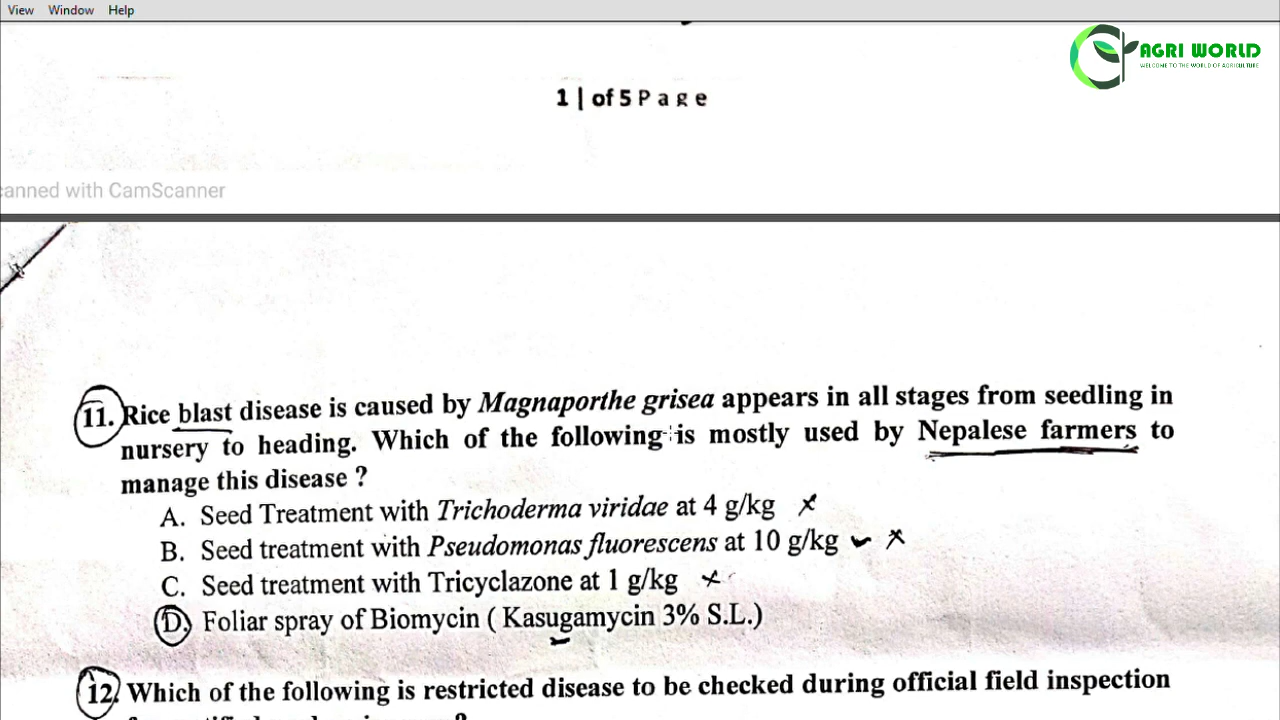 View Window Help
AGRI WORLD
WELCOME TO THE WORLD OF AGRICULTURE
1 | of 5 P a g e
canned with CamScanner
11. Rice blast disease is caused by Magnaporthe grisea appears in all stages from seedling in
nursery to heading. Which of the following is mostly used by Nepalese farmers to
manage this disease ?
A. Seed Treatment with Trichoderma viridae at 4 g/kg
B. Seed treatment with Pseudomonas fluorescens at 10 g/kg
C. Seed treatment with Tricyclazone at 1 g/kg
D. Foliar spray of Biomycin ( Kasugamycin 3% S.L.)
12. Which of the following is restricted disease to be checked during official field inspection